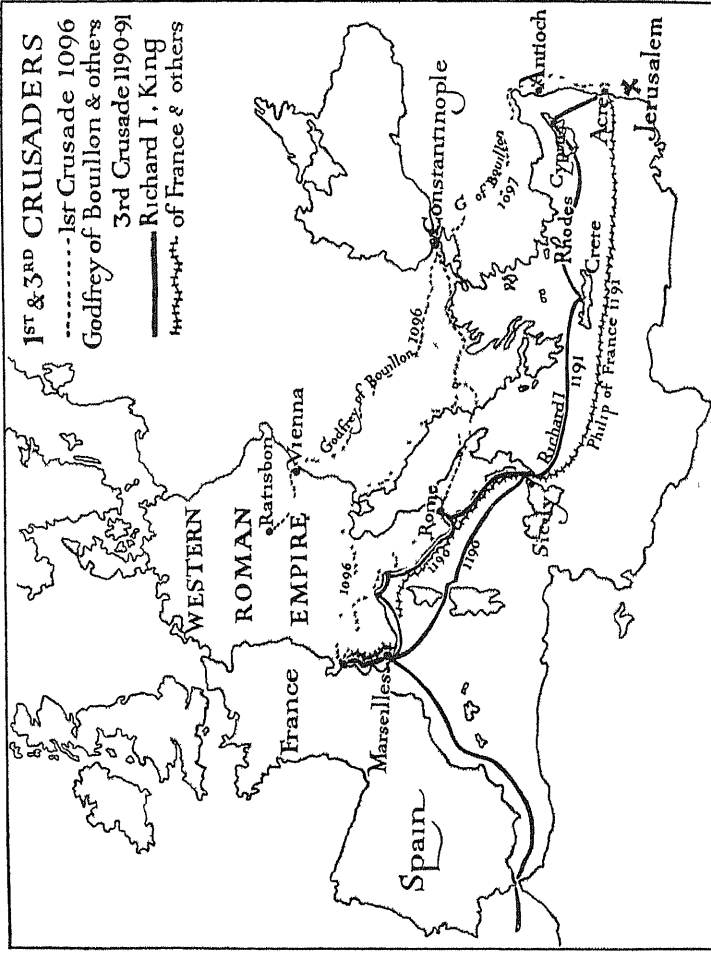 1ST & 3RD CRUSADERS
1st Crusade 1096
Godfrey of Bouillon & others
3rd Crusade 1190-91
Richard I, King
of France & others
WESTERN
ROMAN
EMPIRE
Ratisbon
Vienna
France
Godfrey of Bouillon 1096
Constantinople
1096
Marseilles
Rome
1190
1190
Spain
Sicily
G. of Bouillon
1097
Richard I
1191
Philip of France 1191
Crete
Rhodes
Cyprus
Antioch
Acre
Jerusalem